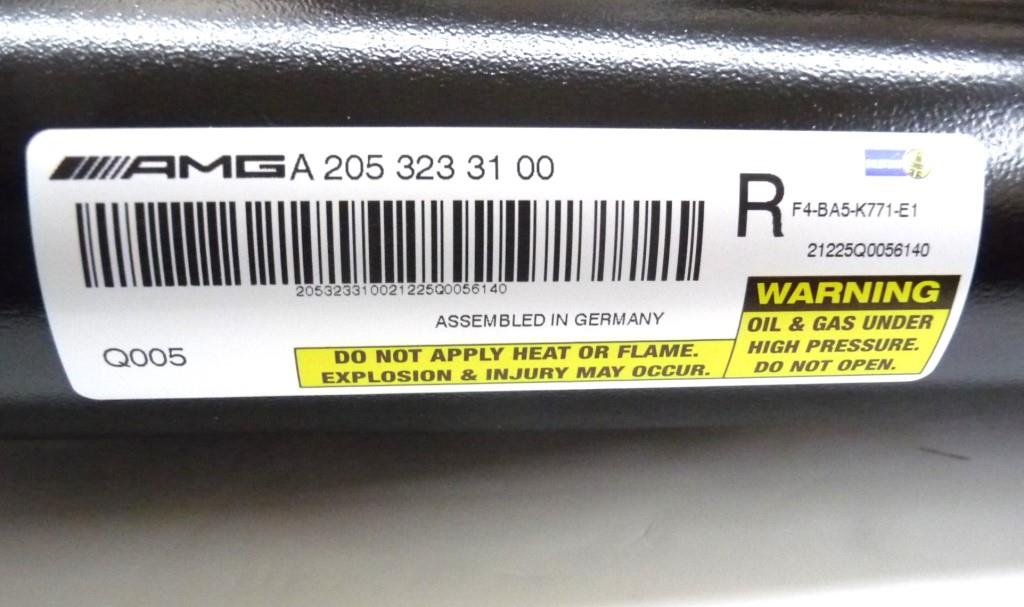 AMG A 205 323 31 00
R
F4-BA5-K771-E1
21225Q0056140
205323310021225Q0056140
ASSEMBLED IN GERMANY
Q005
DO NOT APPLY HEAT OR FLAME.
EXPLOSION & INJURY MAY OCCUR.
WARNING
OIL & GAS UNDER
HIGH PRESSURE.
DO NOT OPEN.